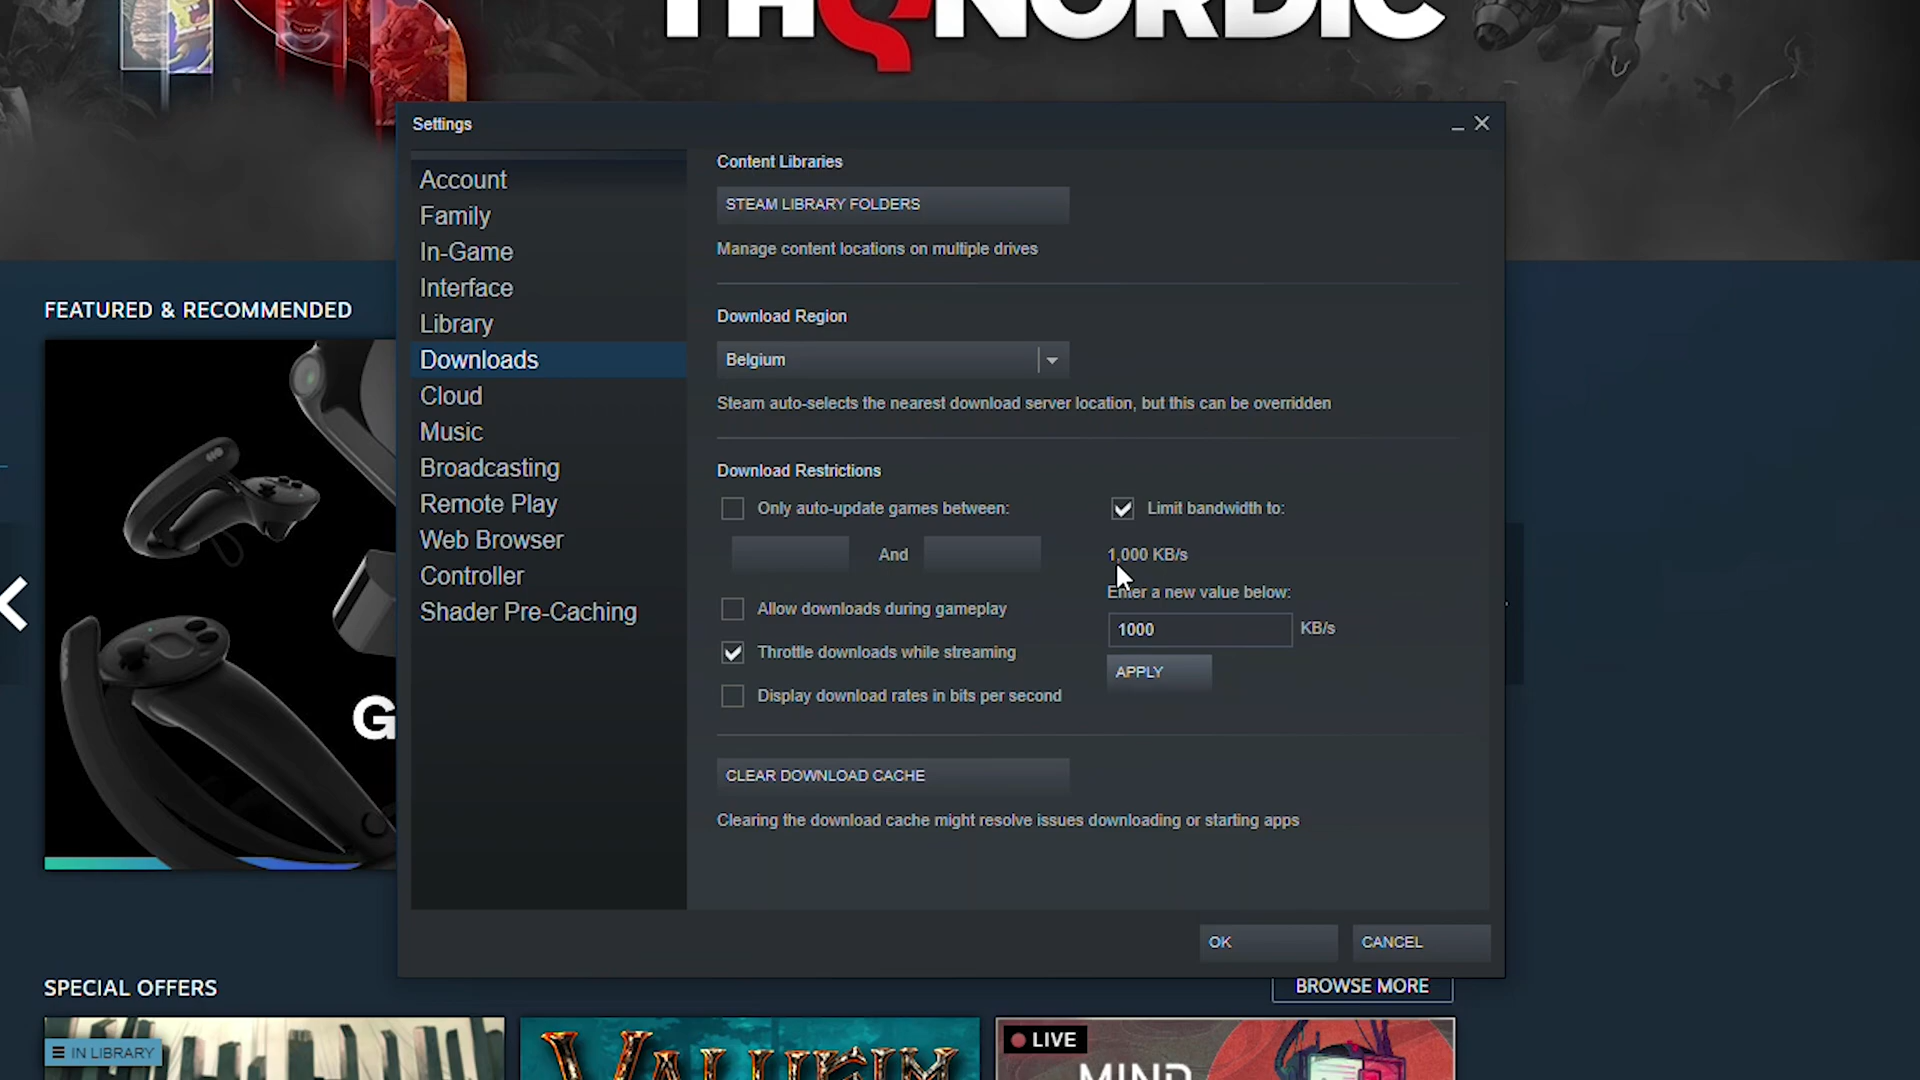 THQNORDIC
Settings
Account
Family
In-Game
Interface
Library
Downloads
Cloud
Music
Broadcasting
Remote Play
Web Browser
Controller
Shader Pre-Caching
Content Libraries
STEAM LIBRARY FOLDERS
Manage content locations on multiple drives
Download Region
Belgium
Steam auto-selects the nearest download server location, but this can be overridden
Download Restrictions
Only auto-update games between:
And
Allow downloads during gameplay
Throttle downloads while streaming
Display download rates in bits per second
Limit bandwidth to:
1,000 KB/s
Enter a new value below:
1000 KB/s
APPLY
CLEAR DOWNLOAD CACHE
Clearing the download cache might resolve issues downloading or starting apps
OK
CANCEL
FEATURED & RECOMMENDED
G
SPECIAL OFFERS
BROWSE MORE
IN LIBRARY
VALHEIM
LIVE
MIND